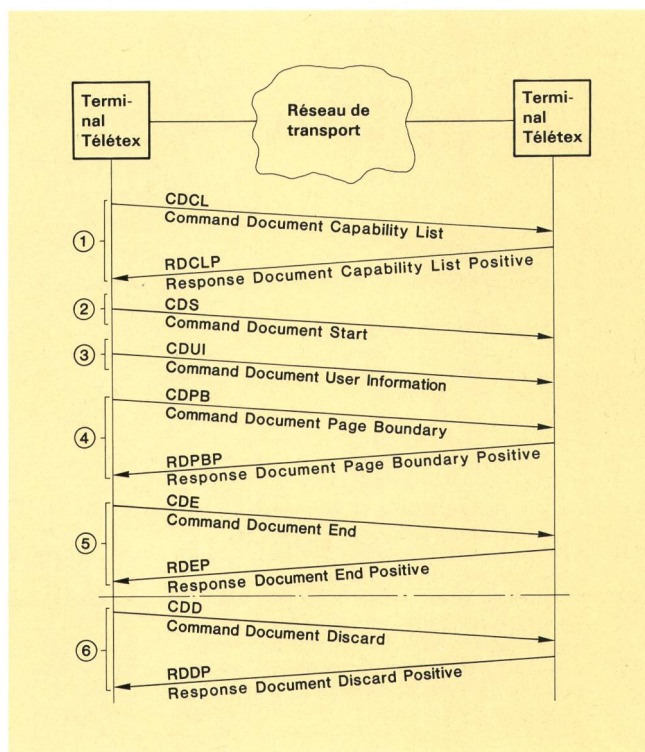 Termi-
nal
Télétex
Réseau de
transport
Termi-
nal
Télétex
1
CDCL
Command Document Capability List
RDCLP
Response Document Capability List Positive
2
CDS
Command Document Start
3
CDUI
Command Document User Information
4
CDPB
Command Document Page Boundary
RDPBP
Response Document Page Boundary Positive
5
CDE
Command Document End
RDEP
Response Document End Positive
6
CDD
Command Document Discard
RDDP
Response Document Discard Positive